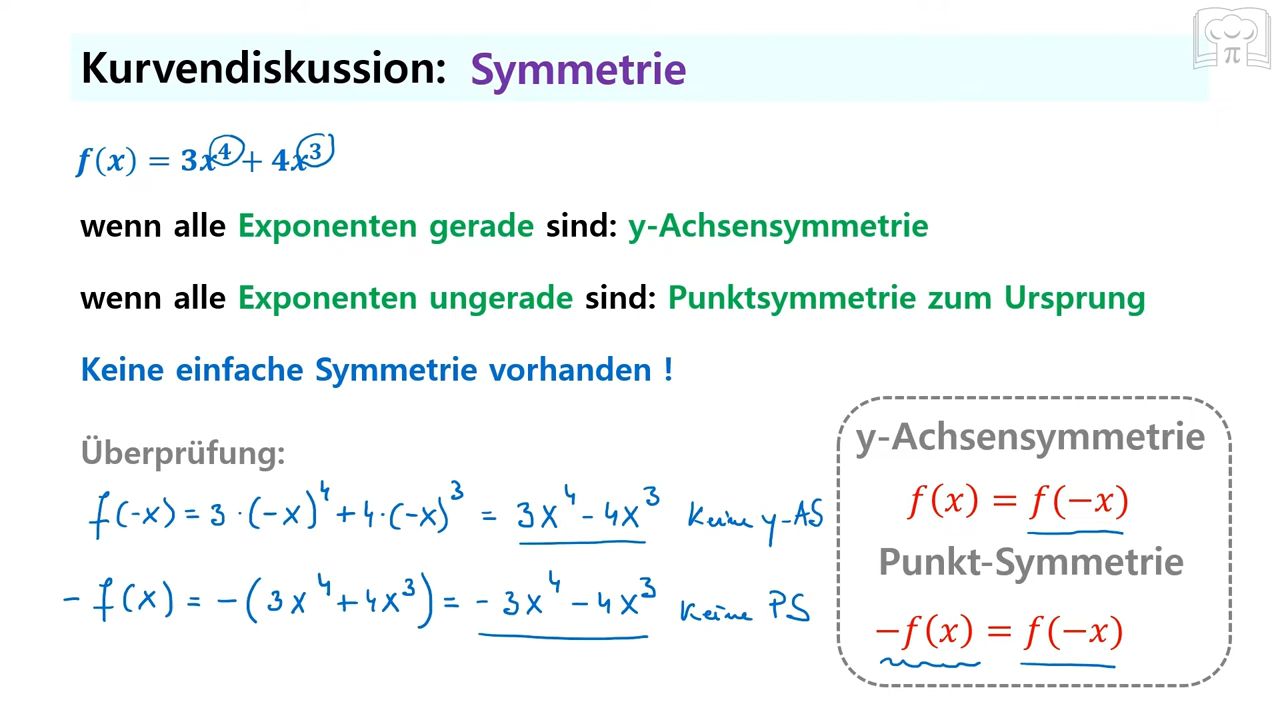 Kurvendiskussion: Symmetrie
f(x) = 3x⁴ + 4x³
wenn alle Exponenten gerade sind: y-Achsensymmetrie
wenn alle Exponenten ungerade sind: Punktsymmetrie zum Ursprung
Keine einfache Symmetrie vorhanden !
Überprüfung:
f(-x) = 3·(-x)⁴ + 4·(-x)³ = 3x⁴ - 4x³ Keine y-AS
- f(x) = -(3x⁴ + 4x³) = - 3x⁴ - 4x³ Keine PS
y-Achsensymmetrie
f(x) = f(−x)
Punkt-Symmetrie
−f(x) = f(−x)
π